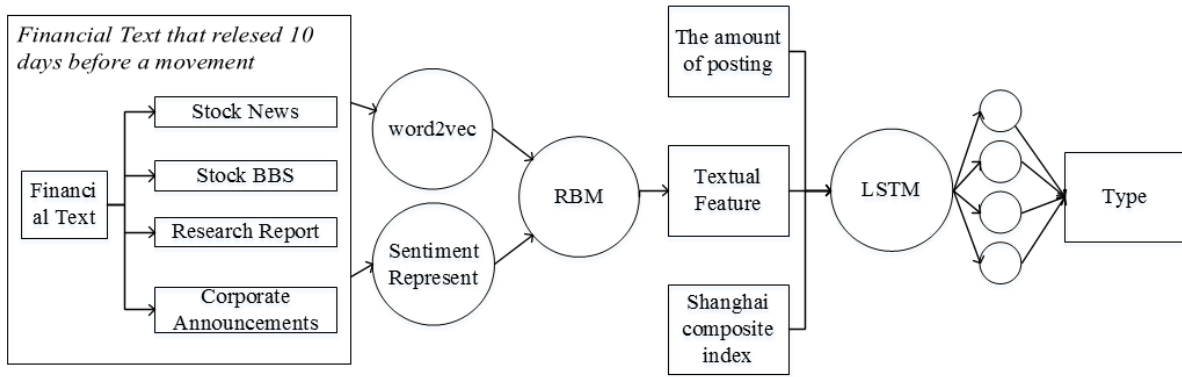 Financial Text that relesed 10
days before a movement
Financi
al Text
Stock News
Stock BBS
Research Report
Corporate
Announcements
word2vec
Sentiment
Represent
RBM
The amount
of posting
Textual
Feature
Shanghai
composite
index
LSTM
Type